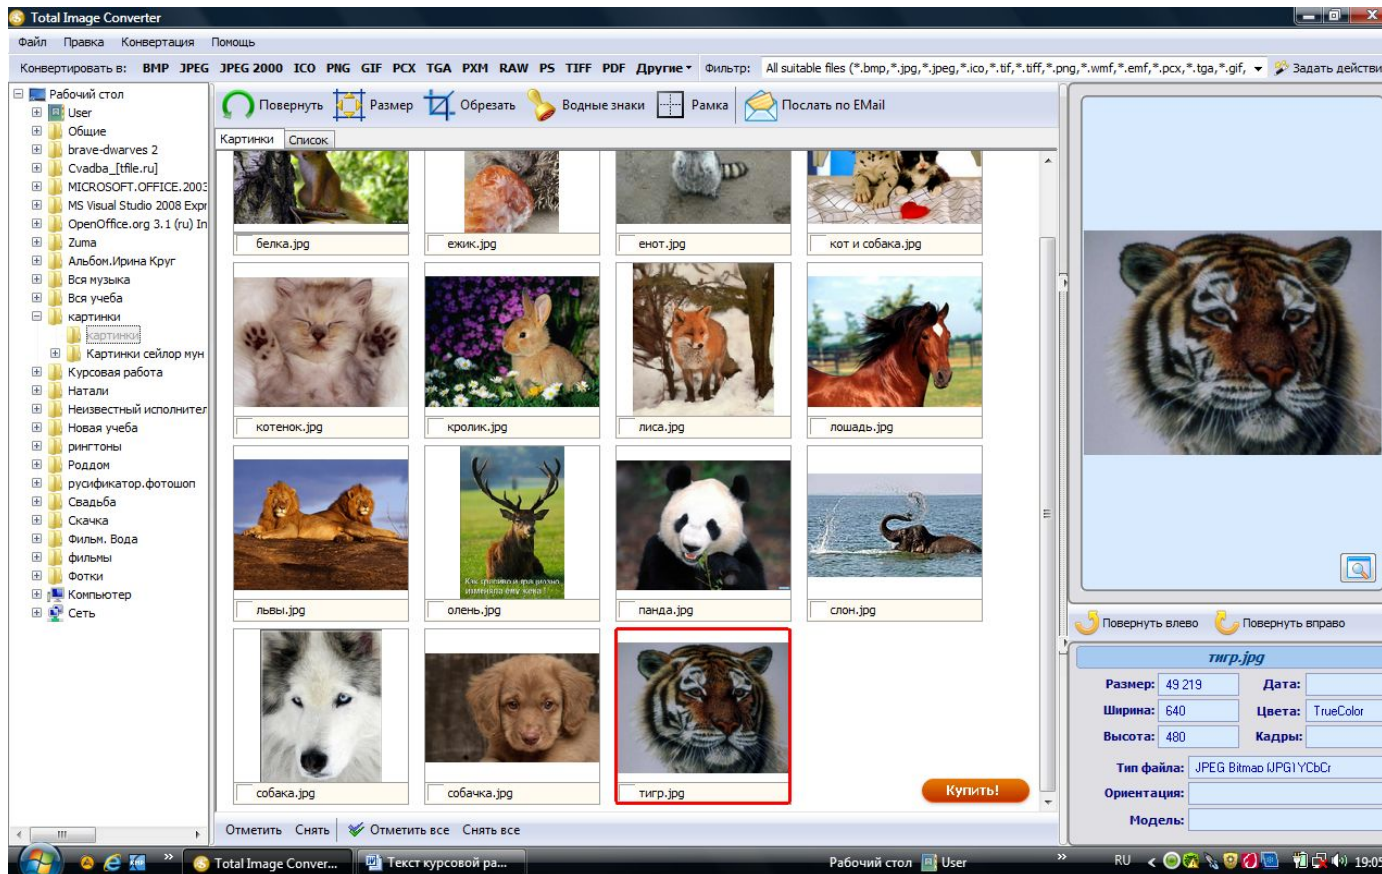 Total Image Converter
Файл Правка Конвертация Помощь
Конвертировать в: BMP JPEG JPEG 2000 ICO PNG GIF PCX TGA PXM RAW PS TIFF PDF Другие Фильтр: All suitable files (*.bmp,*.jpg,*.jpeg,*.ico,*.tif,*.tiff,*.png,*.wmf,*.emf,*.pcx,*.tga,*.gif, Задать действи
Повернуть Размер Обрезать Водные знаки Рамка Послать по EMail
Картинки Список
Рабочий стол
User
Общие
brave-dwarves 2
Cvadba_[tfile.ru]
MICROSOFT.OFFICE.2003
MS Visual Studio 2008 Expr
OpenOffice.org 3.1 (ru) In
Zuma
Альбом.Ирина Круг
Вся музыка
Вся учеба
картинки
картинки
Картинки сейлор мун
Курсовая работа
Натали
Неизвестный исполнител
Новая учеба
рингтоны
Роддом
русификатор.фотошоп
Свадьба
Скачка
Фильм. Вода
фильмы
Фотки
Компьютер
Сеть
белка.jpg ежик.jpg енот.jpg кот и собака.jpg
котенок.jpg кролик.jpg лиса.jpg лошадь.jpg
Как красиво и грациозно
изменяла ему жена!
львы.jpg олень.jpg панда.jpg слон.jpg
собака.jpg собачка.jpg тигр.jpg
Купить!
Отметить Снять Отметить все Снять все
Повернуть влево Повернуть вправо
тигр.jpg
Размер: 49 219 Дата:
Ширина: 640 Цвета: TrueColor
Высота: 480 Кадры:
Тип файла: JPEG Bitmap (JPG) YCbCr
Ориентация:
Модель:
Total Image Conver... Текст курсовой ра... Рабочий стол User RU 19:05